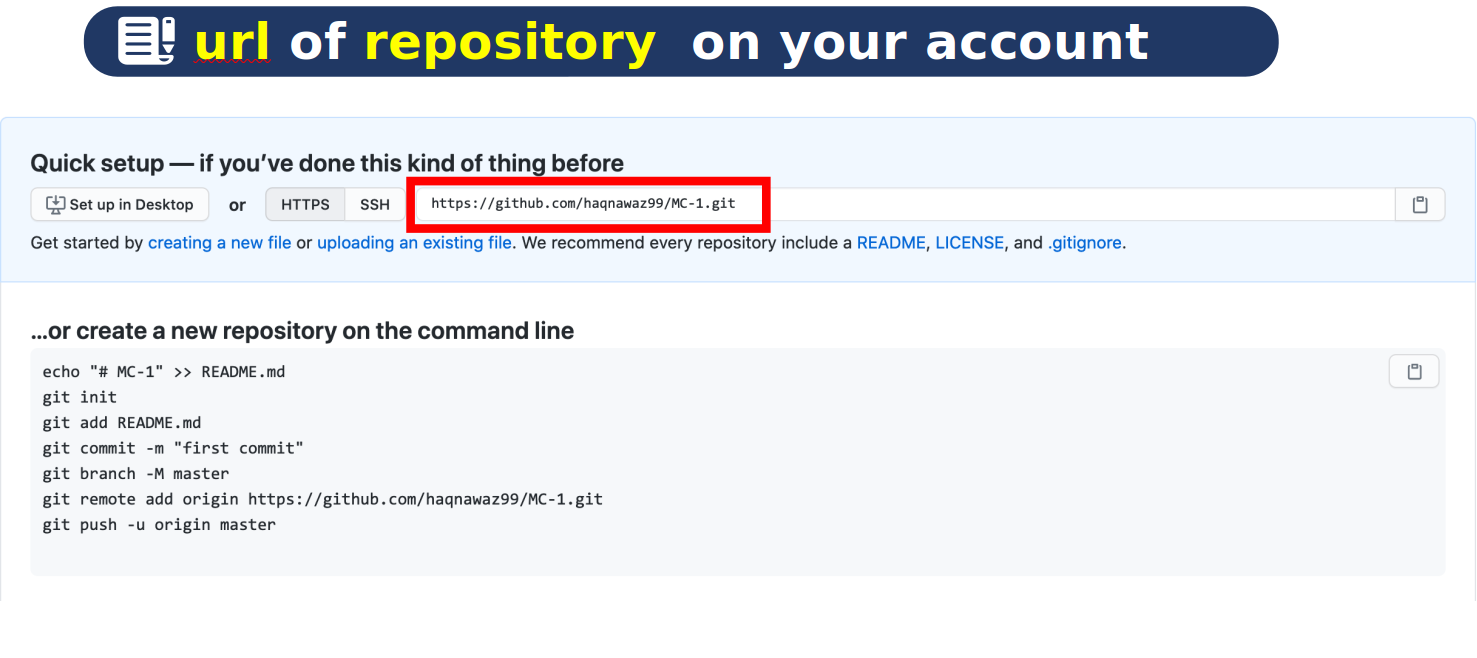 url of repository on your account
Quick setup — if you've done this kind of thing before
Set up in Desktop or HTTPS SSH https://github.com/haqnawaz99/MC-1.git
Get started by creating a new file or uploading an existing file. We recommend every repository include a README, LICENSE, and .gitignore.
…or create a new repository on the command line
echo "# MC-1" >> README.md
git init
git add README.md
git commit -m "first commit"
git branch -M master
git remote add origin https://github.com/haqnawaz99/MC-1.git
git push -u origin master